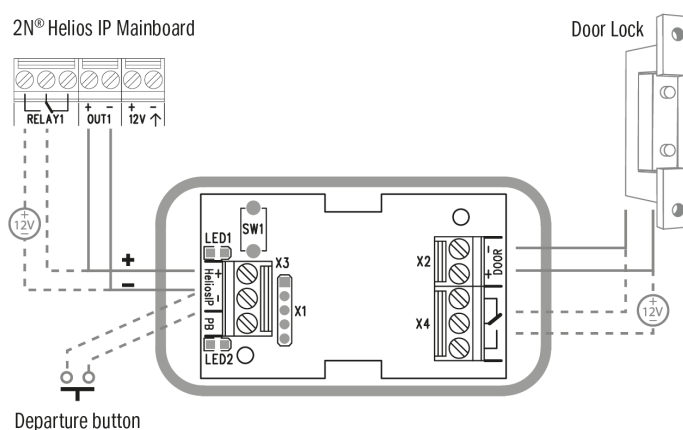 2N® Helios IP Mainboard
Door Lock
+ − + −
RELAY1 OUT1 12V ↑
+
12V
−
SW1
LED1
X3
+
−
HeliosIP
+
−
PB
X1
LED2
X2
−
+
DOOR
X4
+
12V
−
Departure button